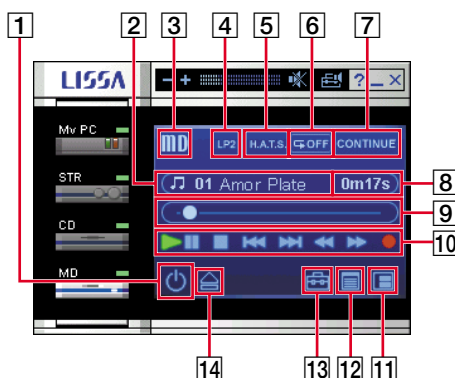 1 2 3 4 5 6 7
LISSA - + ? _ ×
My PC
MD LP2 H.A.T.S. OFF CONTINUE
STR
01 Amor Plate 0m17s 8
9
CD
10
MD
14 13 12 11